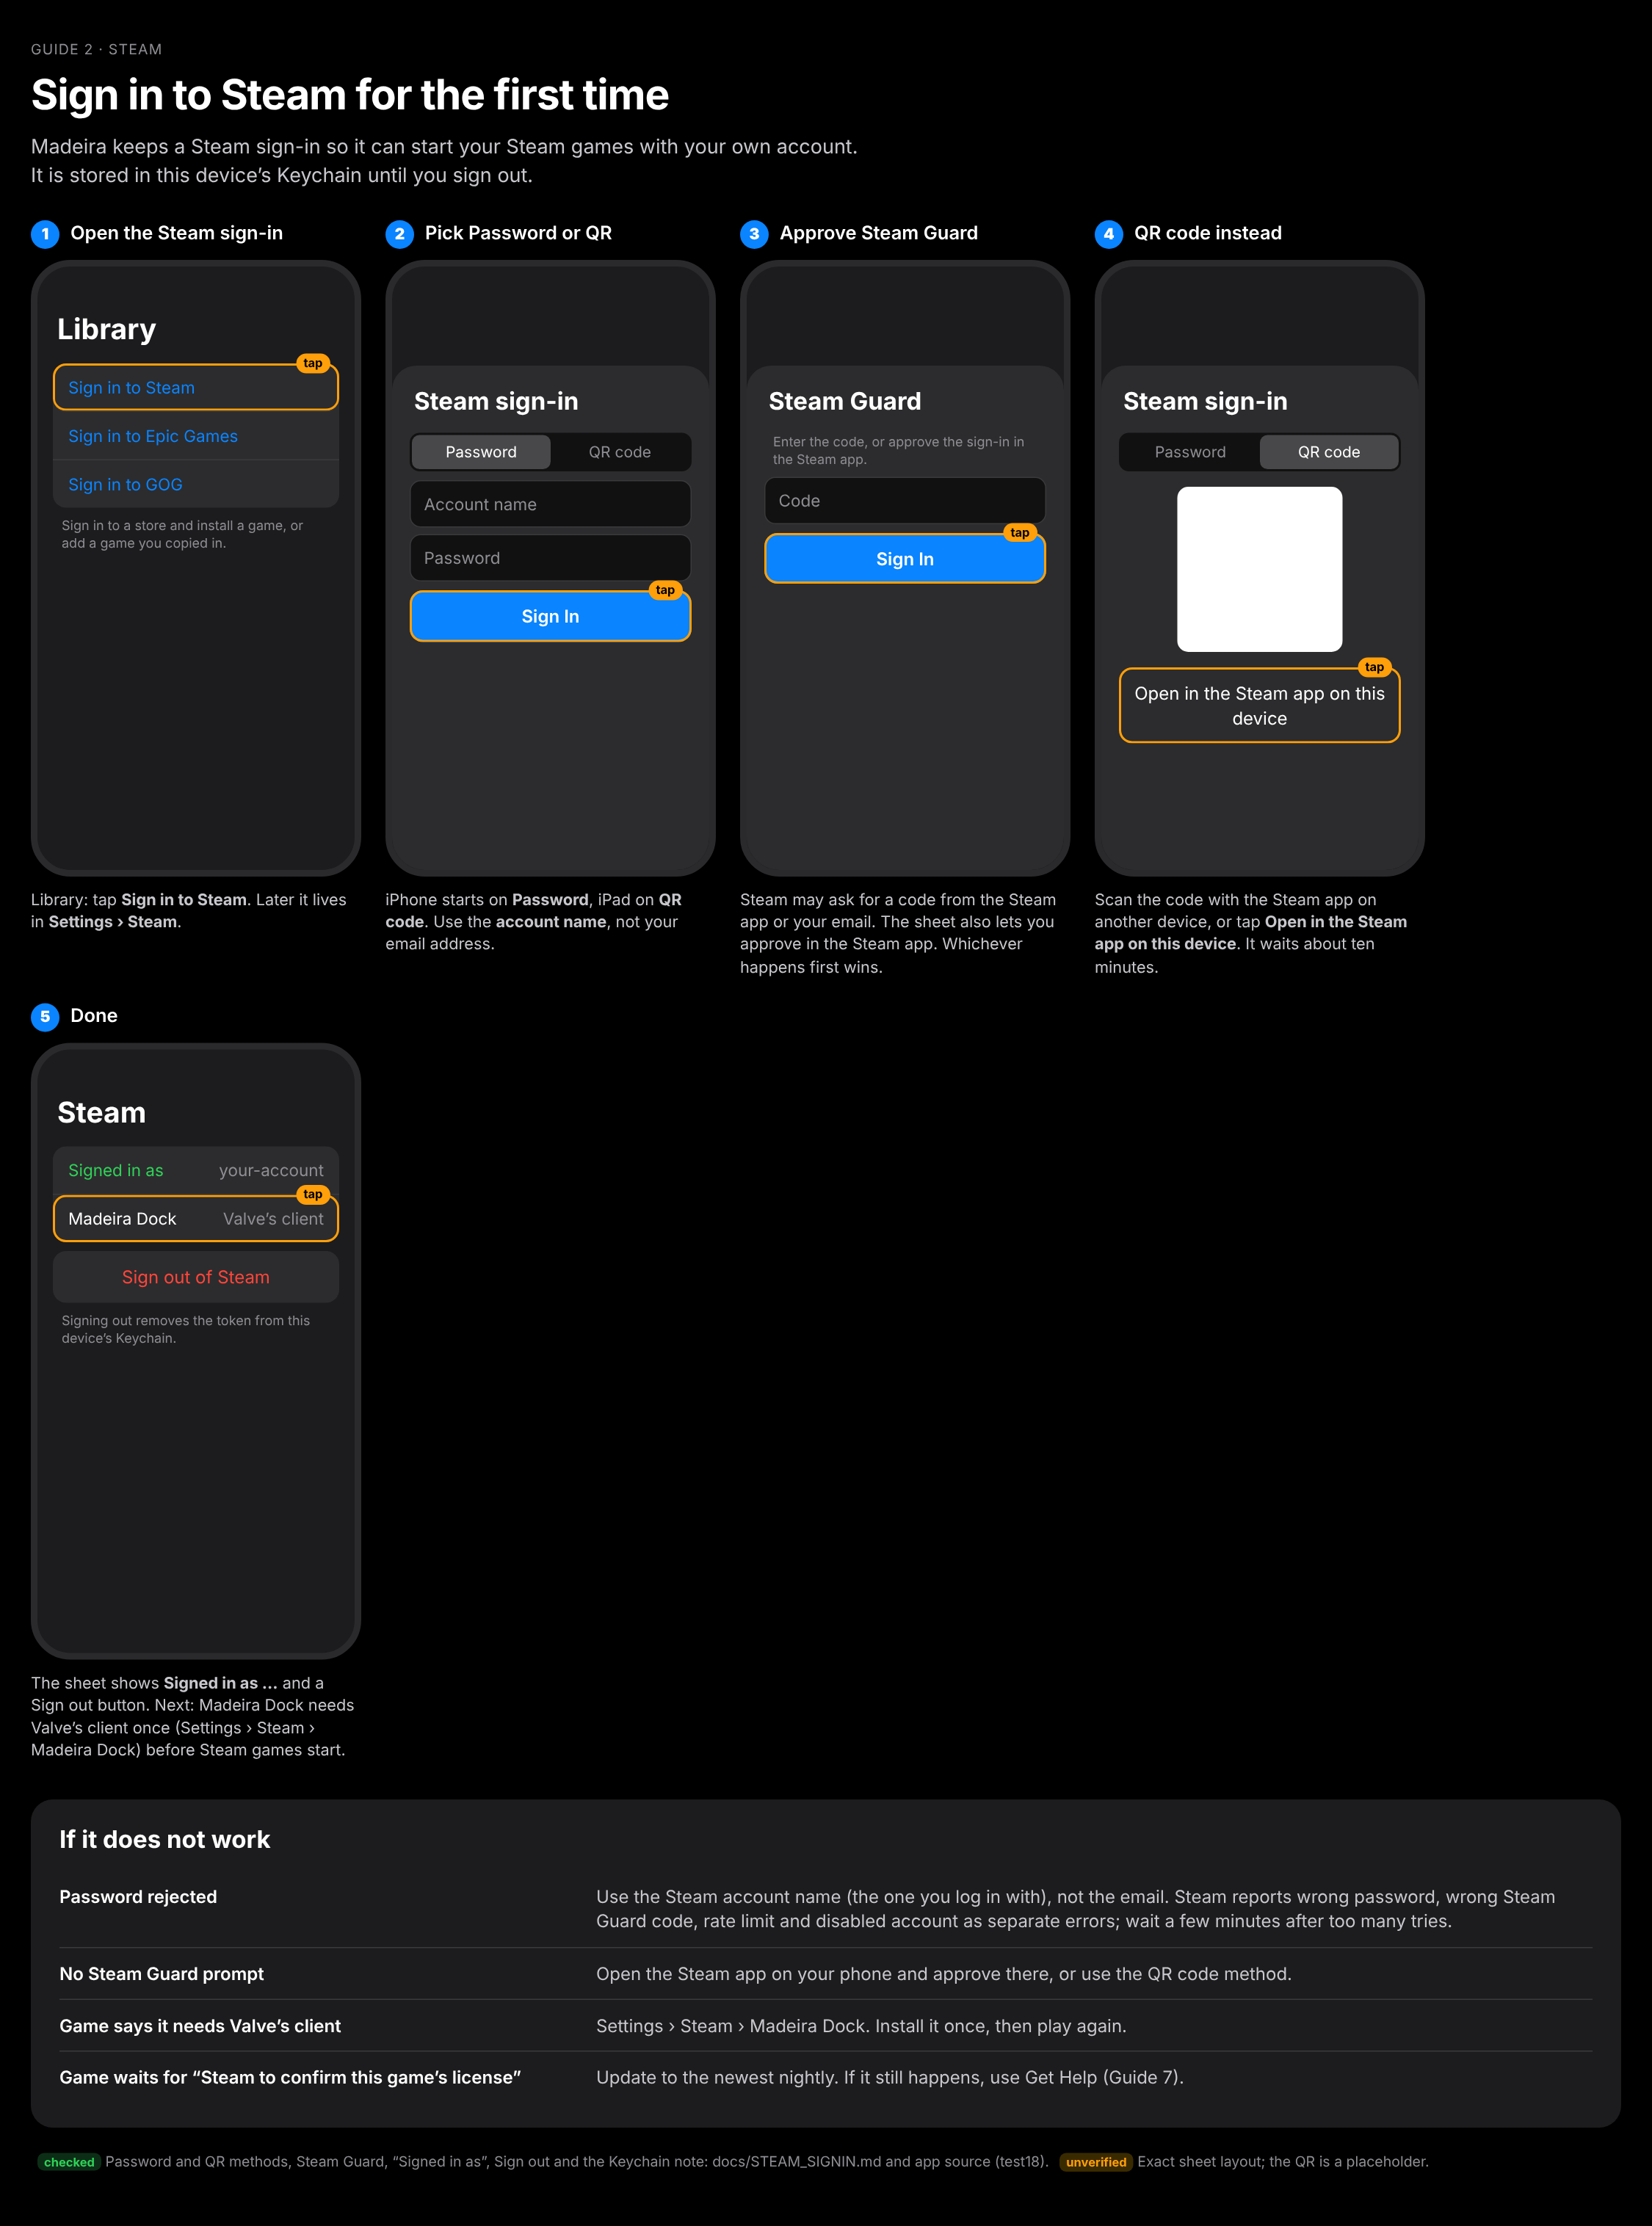 GUIDE 2 · STEAM
Sign in to Steam for the first time
Madeira keeps a Steam sign-in so it can start your Steam games with your own account.
It is stored in this device’s Keychain until you sign out.
1 Open the Steam sign-in
Library
tap
Sign in to Steam
Sign in to Epic Games
Sign in to GOG
Sign in to a store and install a game, or
add a game you copied in.
Library: tap Sign in to Steam. Later it lives
in Settings › Steam.
2 Pick Password or QR
Steam sign-in
Password QR code
Account name
Password
tap
Sign In
iPhone starts on Password, iPad on QR
code. Use the account name, not your
email address.
3 Approve Steam Guard
Steam Guard
Enter the code, or approve the sign-in in
the Steam app.
Code
tap
Sign In
Steam may ask for a code from the Steam
app or your email. The sheet also lets you
approve in the Steam app. Whichever
happens first wins.
4 QR code instead
Steam sign-in
Password QR code
tap
Open in the Steam app on this
device
Scan the code with the Steam app on
another device, or tap Open in the Steam
app on this device. It waits about ten
minutes.
5 Done
Steam
Signed in as your-account
tap
Madeira Dock Valve’s client
Sign out of Steam
Signing out removes the token from this
device’s Keychain.
The sheet shows Signed in as … and a
Sign out button. Next: Madeira Dock needs
Valve’s client once (Settings › Steam ›
Madeira Dock) before Steam games start.
If it does not work
Password rejected
Use the Steam account name (the one you log in with), not the email. Steam reports wrong password, wrong Steam
Guard code, rate limit and disabled account as separate errors; wait a few minutes after too many tries.
No Steam Guard prompt
Open the Steam app on your phone and approve there, or use the QR code method.
Game says it needs Valve’s client
Settings › Steam › Madeira Dock. Install it once, then play again.
Game waits for “Steam to confirm this game’s license”
Update to the newest nightly. If it still happens, use Get Help (Guide 7).
checked Password and QR methods, Steam Guard, “Signed in as”, Sign out and the Keychain note: docs/STEAM_SIGNIN.md and app source (test18). unverified Exact sheet layout; the QR is a placeholder.